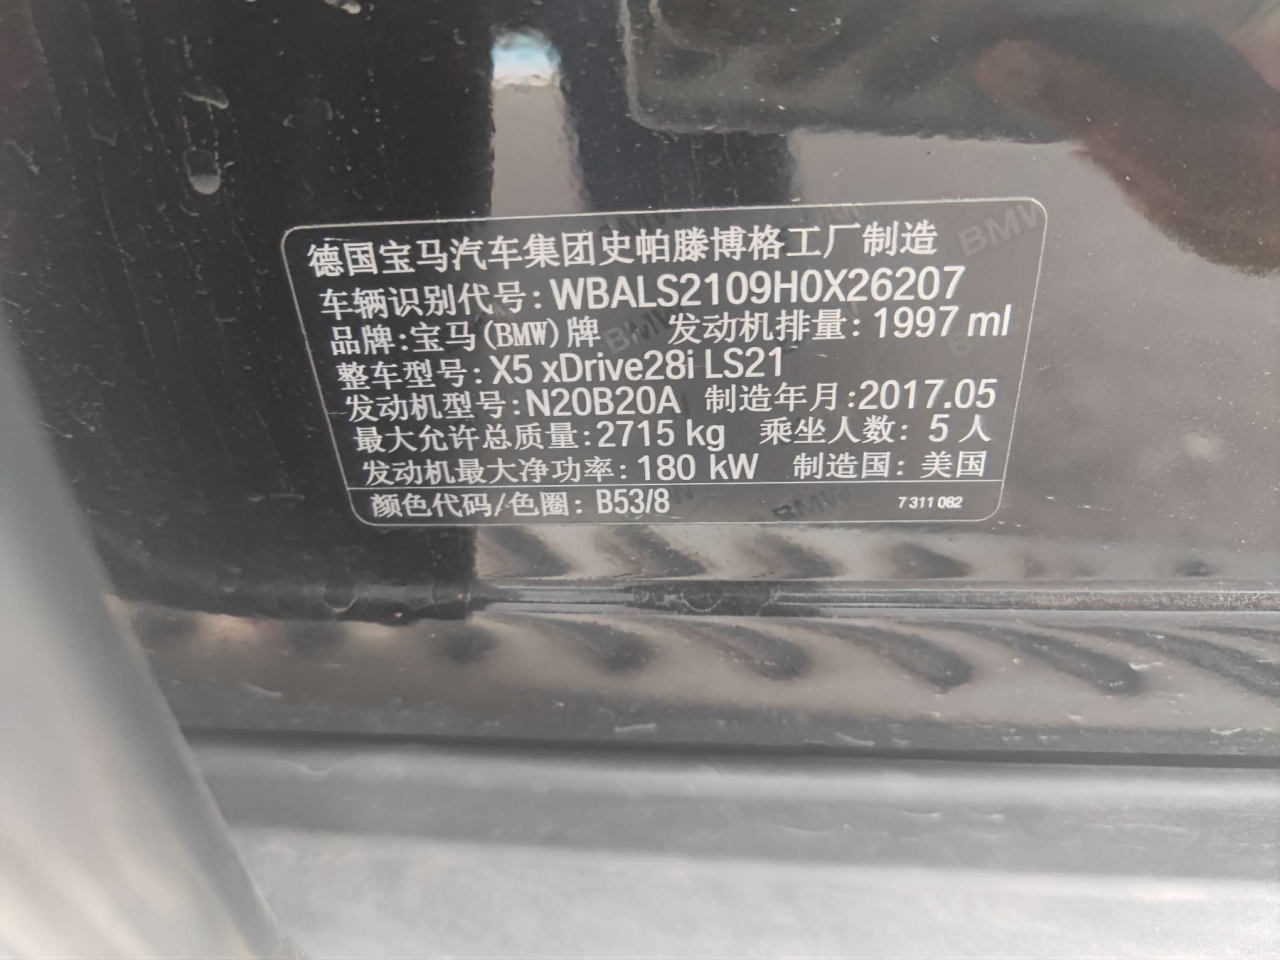 德国宝马汽车集团史帕滕博格工厂制造
车辆识别代号: WBALS2109H0X26207
品牌:宝马(BMW)牌 发动机排量: 1997 ml
整车型号: X5 xDrive28i LS21
发动机型号: N20B20A 制造年月:2017.05
最大允许总质量: 2715 kg 乘坐人数: 5 人
发动机最大净功率: 180 kW 制造国: 美国
颜色代码/色圈: B53/8 7 311 062
BMW
BMW
BMW